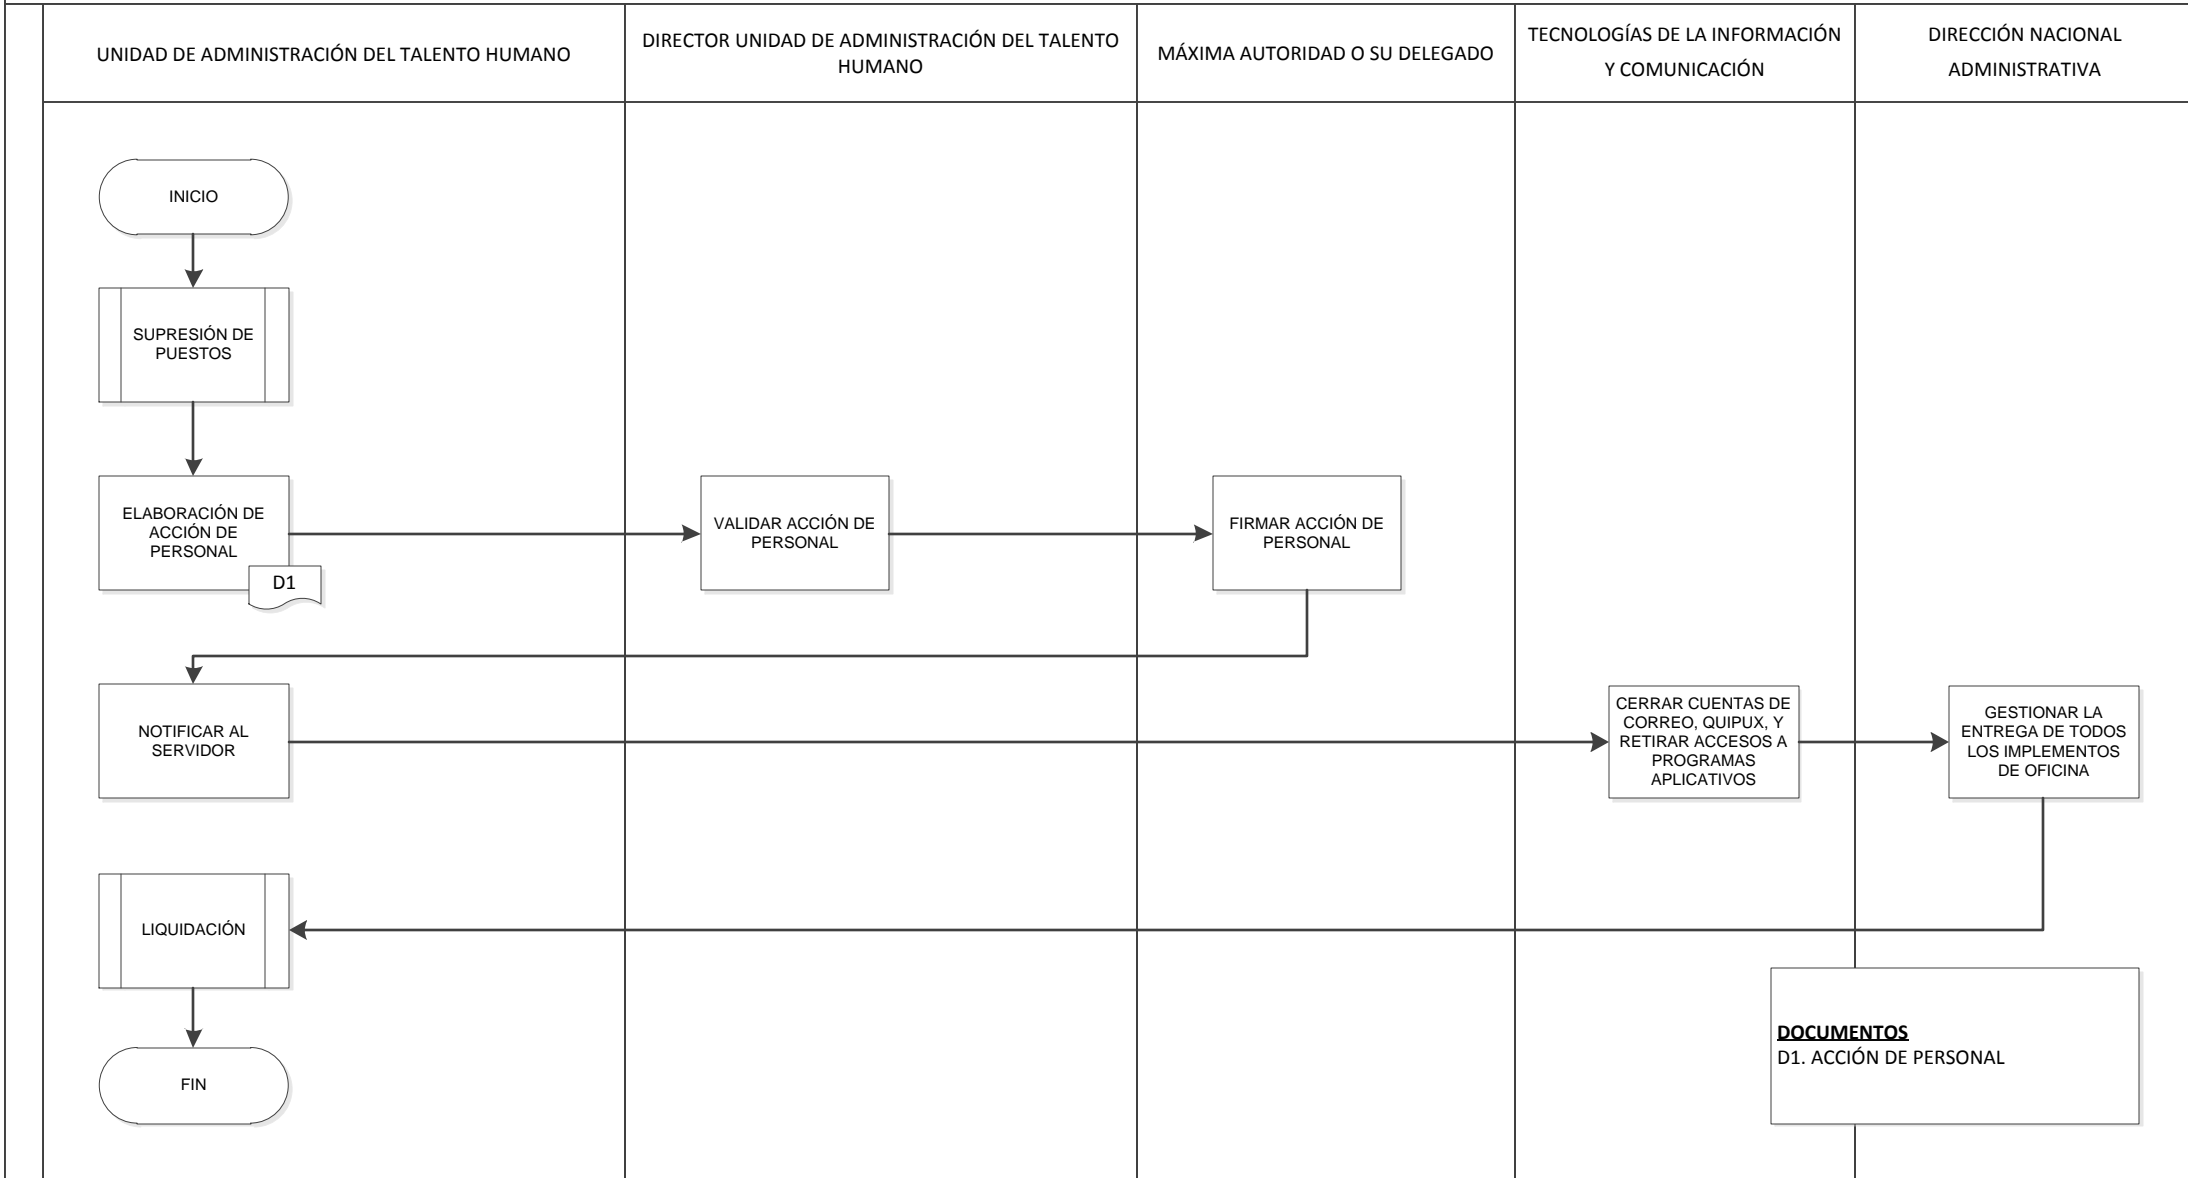 UNIDAD DE ADMINISTRACIÓN DEL TALENTO HUMANO
DIRECTOR UNIDAD DE ADMINISTRACIÓN DEL TALENTO
HUMANO
MÁXIMA AUTORIDAD O SU DELEGADO
TECNOLOGÍAS DE LA INFORMACIÓN
Y COMUNICACIÓN
DIRECCIÓN NACIONAL
ADMINISTRATIVA
INICIO
SUPRESIÓN DE
PUESTOS
ELABORACIÓN DE
ACCIÓN DE
PERSONAL
D1
VALIDAR ACCIÓN DE
PERSONAL
FIRMAR ACCIÓN DE
PERSONAL
NOTIFICAR AL
SERVIDOR
CERRAR CUENTAS DE
CORREO, QUIPUX, Y
RETIRAR ACCESOS A
PROGRAMAS
APLICATIVOS
GESTIONAR LA
ENTREGA DE TODOS
LOS IMPLEMENTOS
DE OFICINA
LIQUIDACIÓN
FIN
DOCUMENTOS
D1. ACCIÓN DE PERSONAL